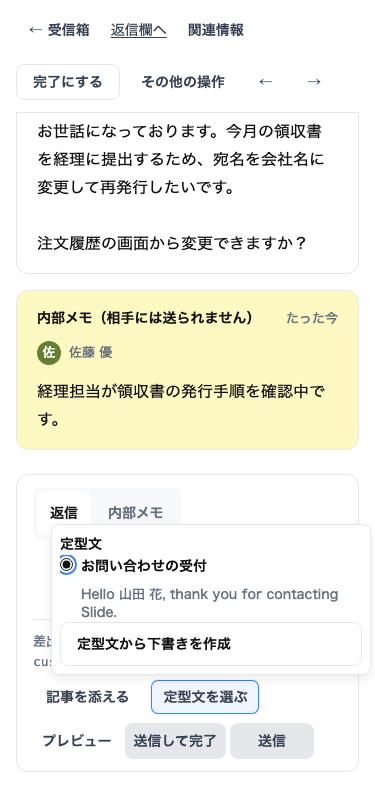 ← 受信箱 返信欄へ 関連情報
完了にする その他の操作 ← →
お世話になっております。今月の領収書
を経理に提出するため、宛名を会社名に
変更して再発行したいです。
注文履歴の画面から変更できますか？
内部メモ（相手には送られません） たった今
佐 佐藤 優
経理担当が領収書の発行手順を確認中で
す。
返信 内部メモ
定型文
お問い合わせの受付
Hello 山田 花, thank you for contacting
Slide.
定型文から下書きを作成
記事を添える 定型文を選ぶ
プレビュー 送信して完了 送信